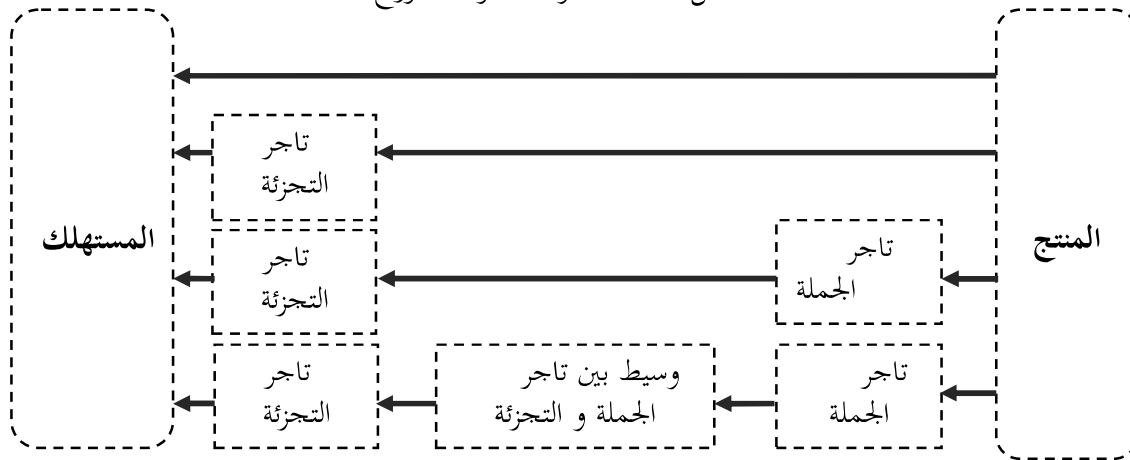 المنتج
المستهلك
تاجر
التجزئة
تاجر
الجملة
تاجر
التجزئة
تاجر
الجملة
وسيط بين تاجر
الجملة و التجزئة
تاجر
التجزئة